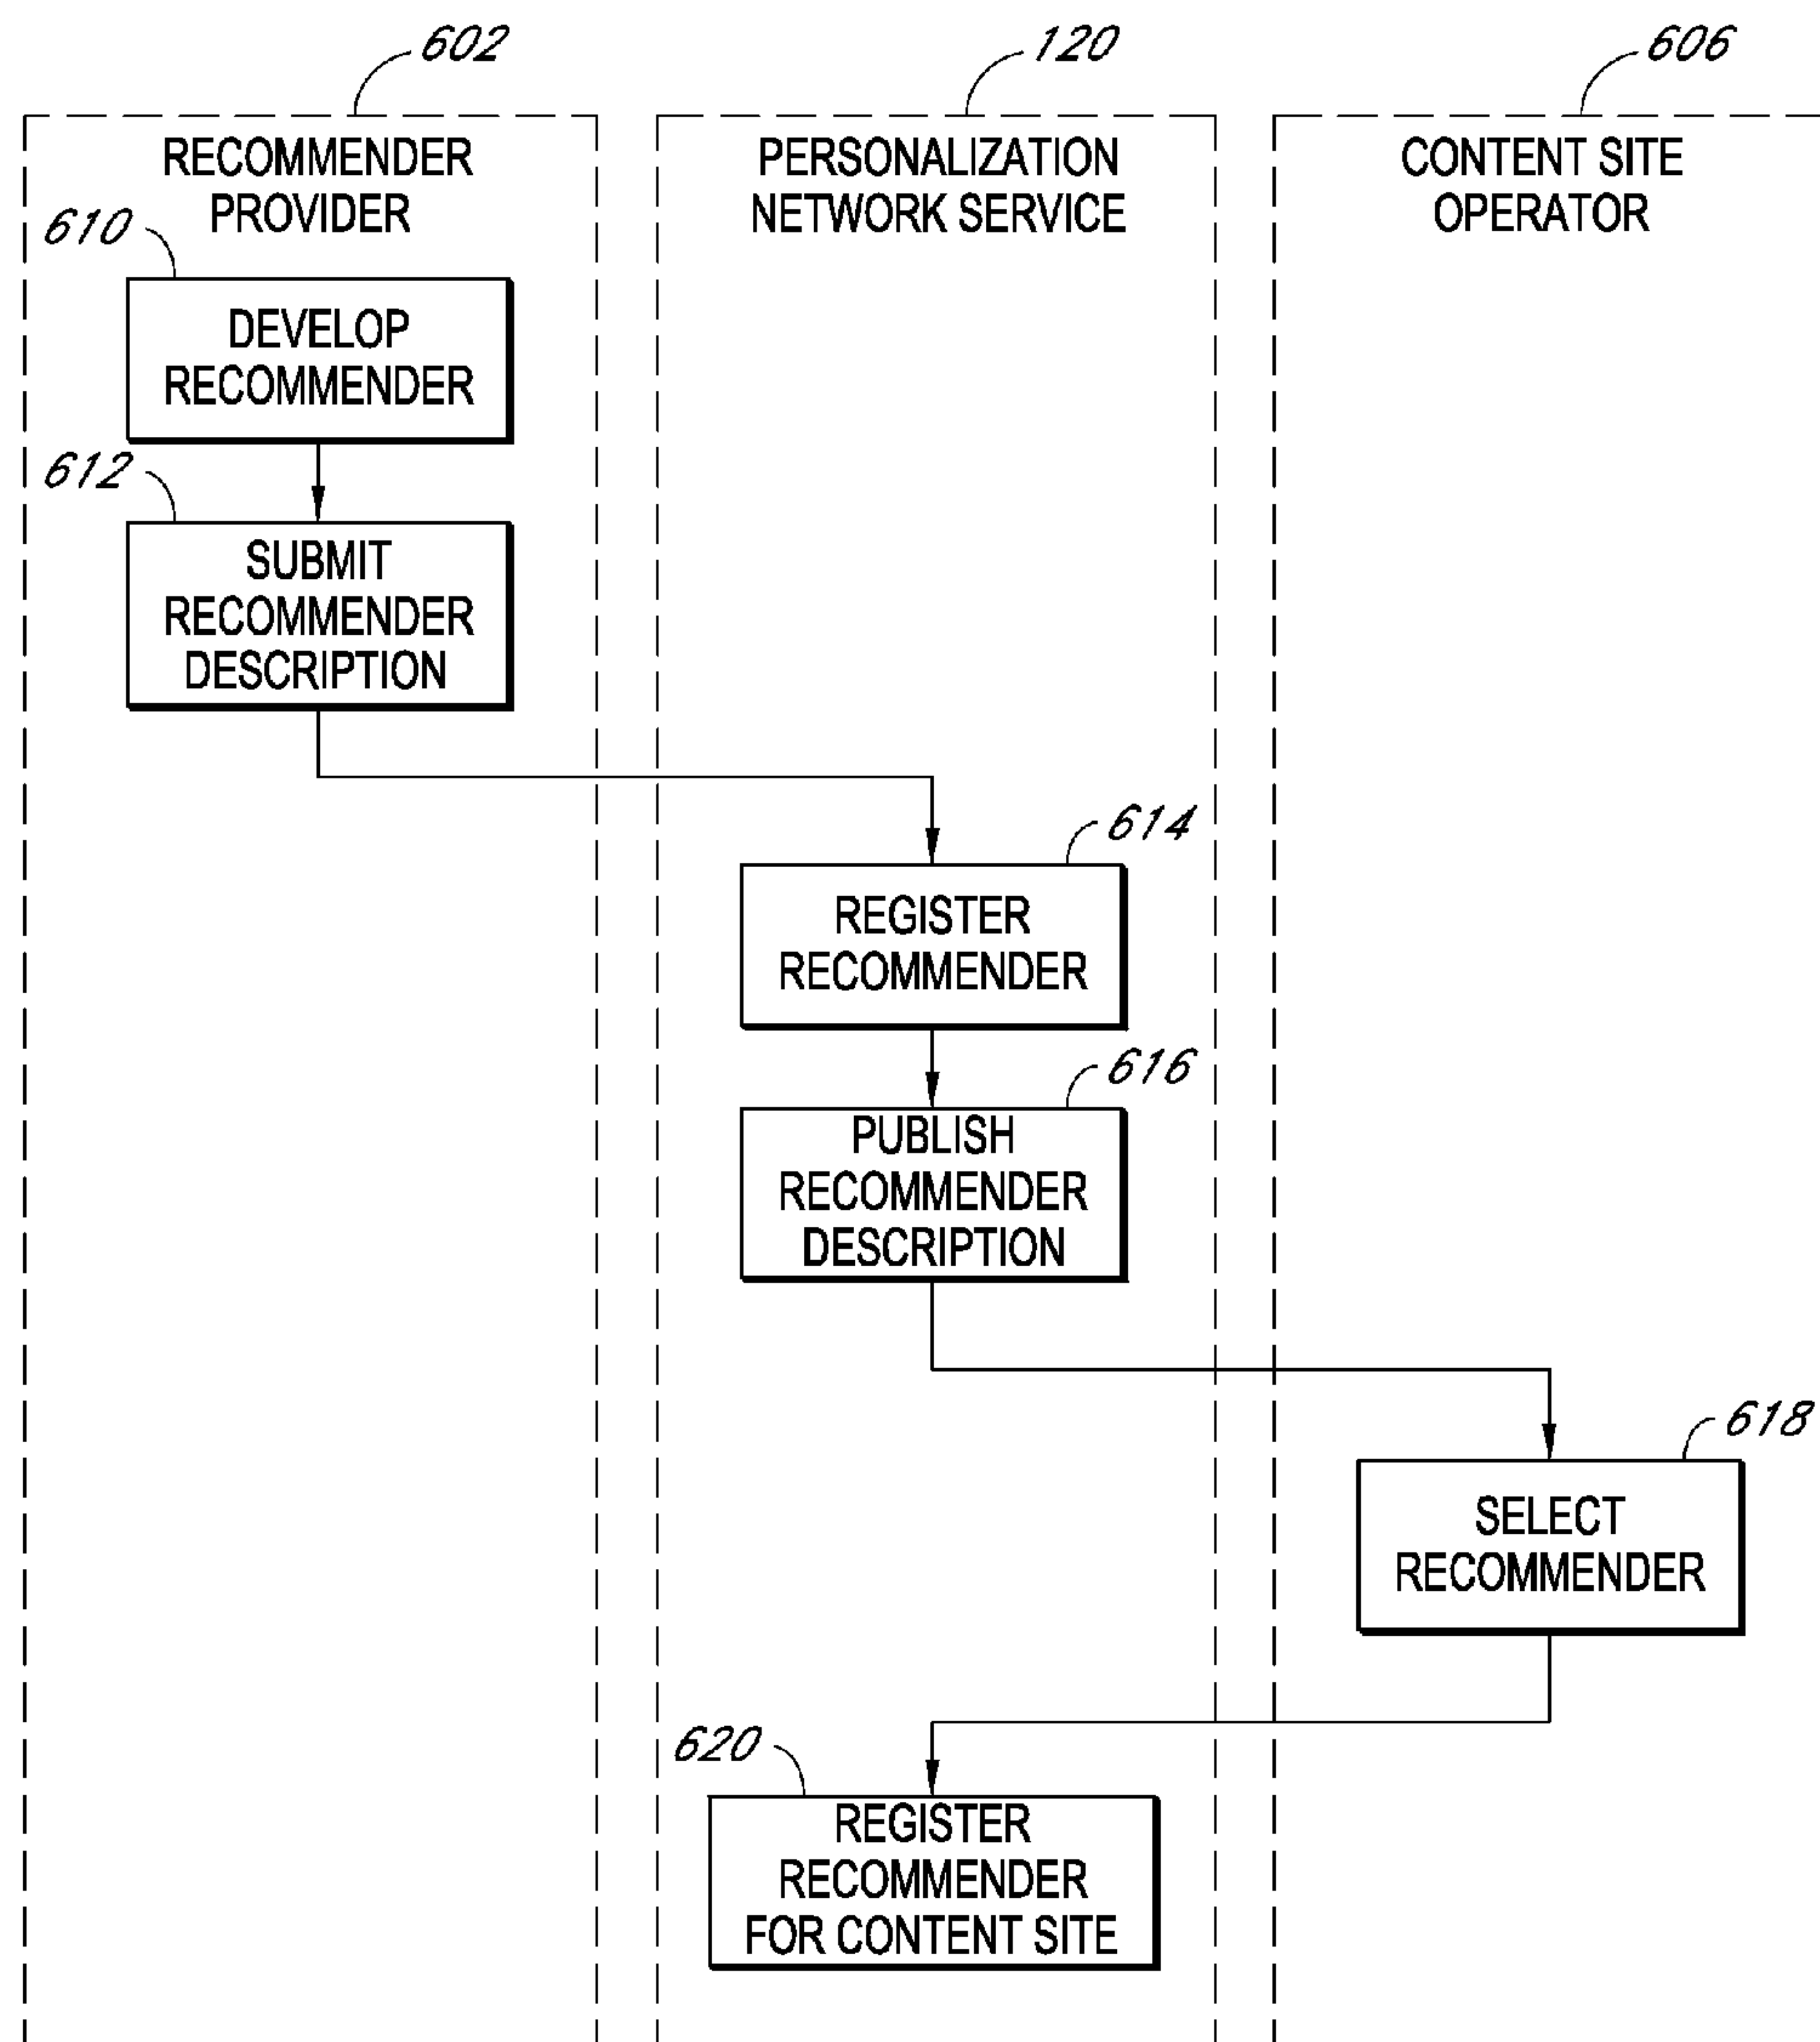 602
120
606
RECOMMENDER
PROVIDER
PERSONALIZATION
NETWORK SERVICE
CONTENT SITE
OPERATOR
610
DEVELOP
RECOMMENDER
612
SUBMIT
RECOMMENDER
DESCRIPTION
614
REGISTER
RECOMMENDER
616
PUBLISH
RECOMMENDER
DESCRIPTION
618
SELECT
RECOMMENDER
620
REGISTER
RECOMMENDER
FOR CONTENT SITE